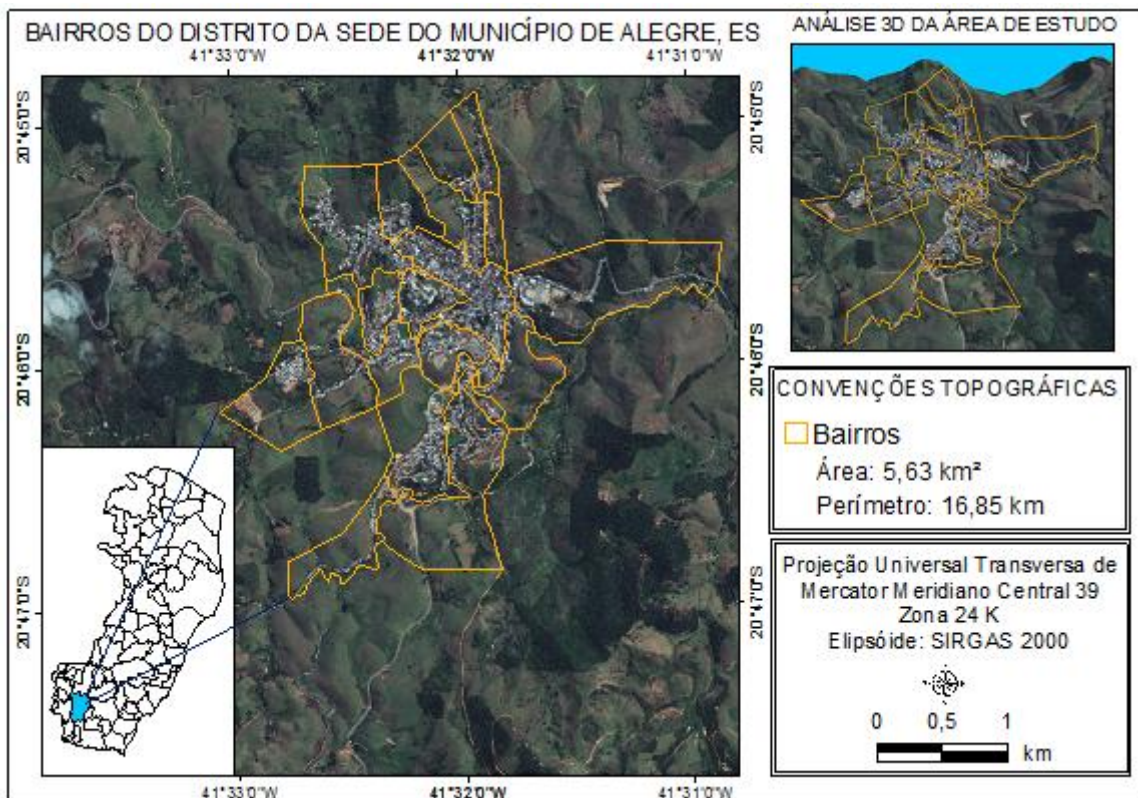 BAIRROS DO DISTRITO DA SEDE DO MUNICÍPIO DE ALEGRE, ES
41°33'0"W 41°32'0"W 41°31'0"W
20°45'0"S 20°45'0"S
20°46'0"S 20°46'0"S
20°47'0"S 20°47'0"S
41°33'0"W 41°32'0"W 41°31'0"W
ANÁLISE 3D DA ÁREA DE ESTUDO
CONVENÇÕES TOPOGRÁFICAS
Bairros
Área: 5,63 km²
Perímetro: 16,85 km
Projeção Universal Transversa de
Mercator Meridiano Central 39
Zona 24 K
Elipsóide: SIRGAS 2000
0 0,5 1
km